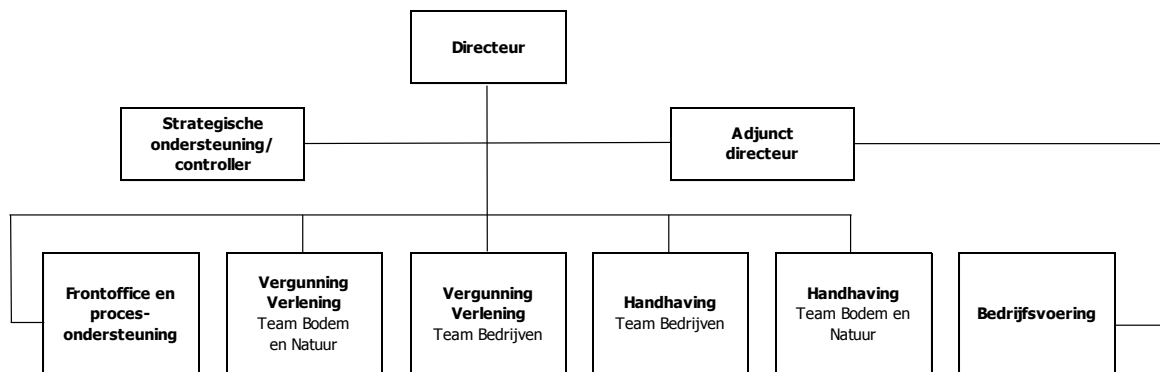 Directeur
Strategische
ondersteuning/
controller
Adjunct
directeur
Frontoffice en
proces-
ondersteuning
Vergunning
Verlening
Team Bodem
en Natuur
Vergunning
Verlening
Team Bedrijven
Handhaving
Team Bedrijven
Handhaving
Team Bodem en
Natuur
Bedrijfsvoering